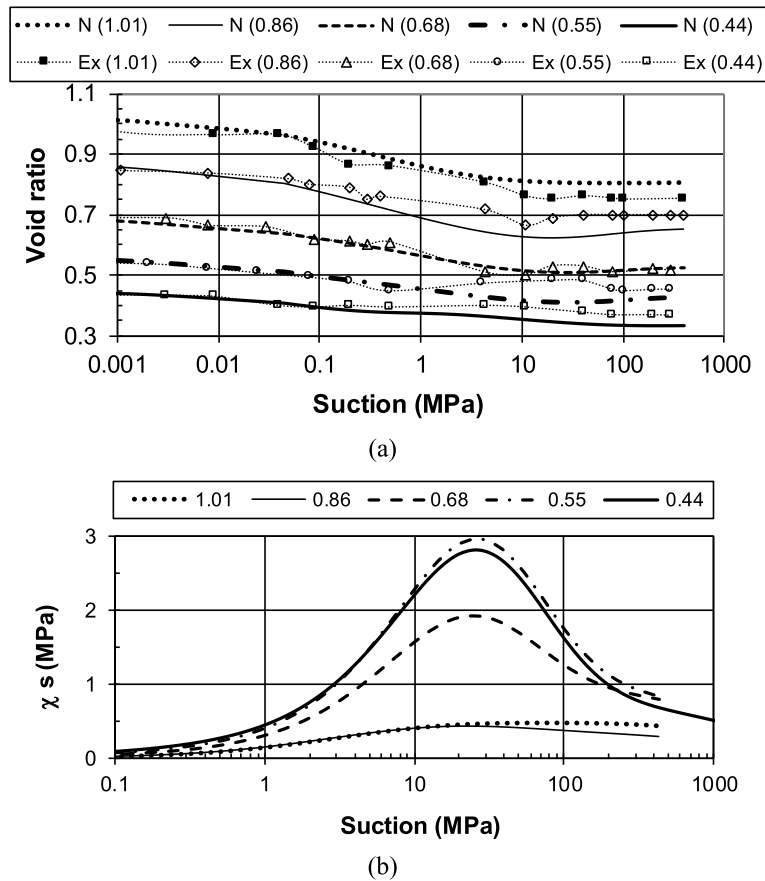 N (1.01) N (0.86) N (0.68) N (0.55) N (0.44)
Ex (1.01) Ex (0.86) Ex (0.68) Ex (0.55) Ex (0.44)
1.1
0.9
0.7
0.5
0.3
Void ratio
0.001 0.01 0.1 1 10 100 1000
Suction (MPa)
(a)
1.01 0.86 0.68 0.55 0.44
3
2
1
0
χ s (MPa)
0.1 1 10 100 1000
Suction (MPa)
(b)